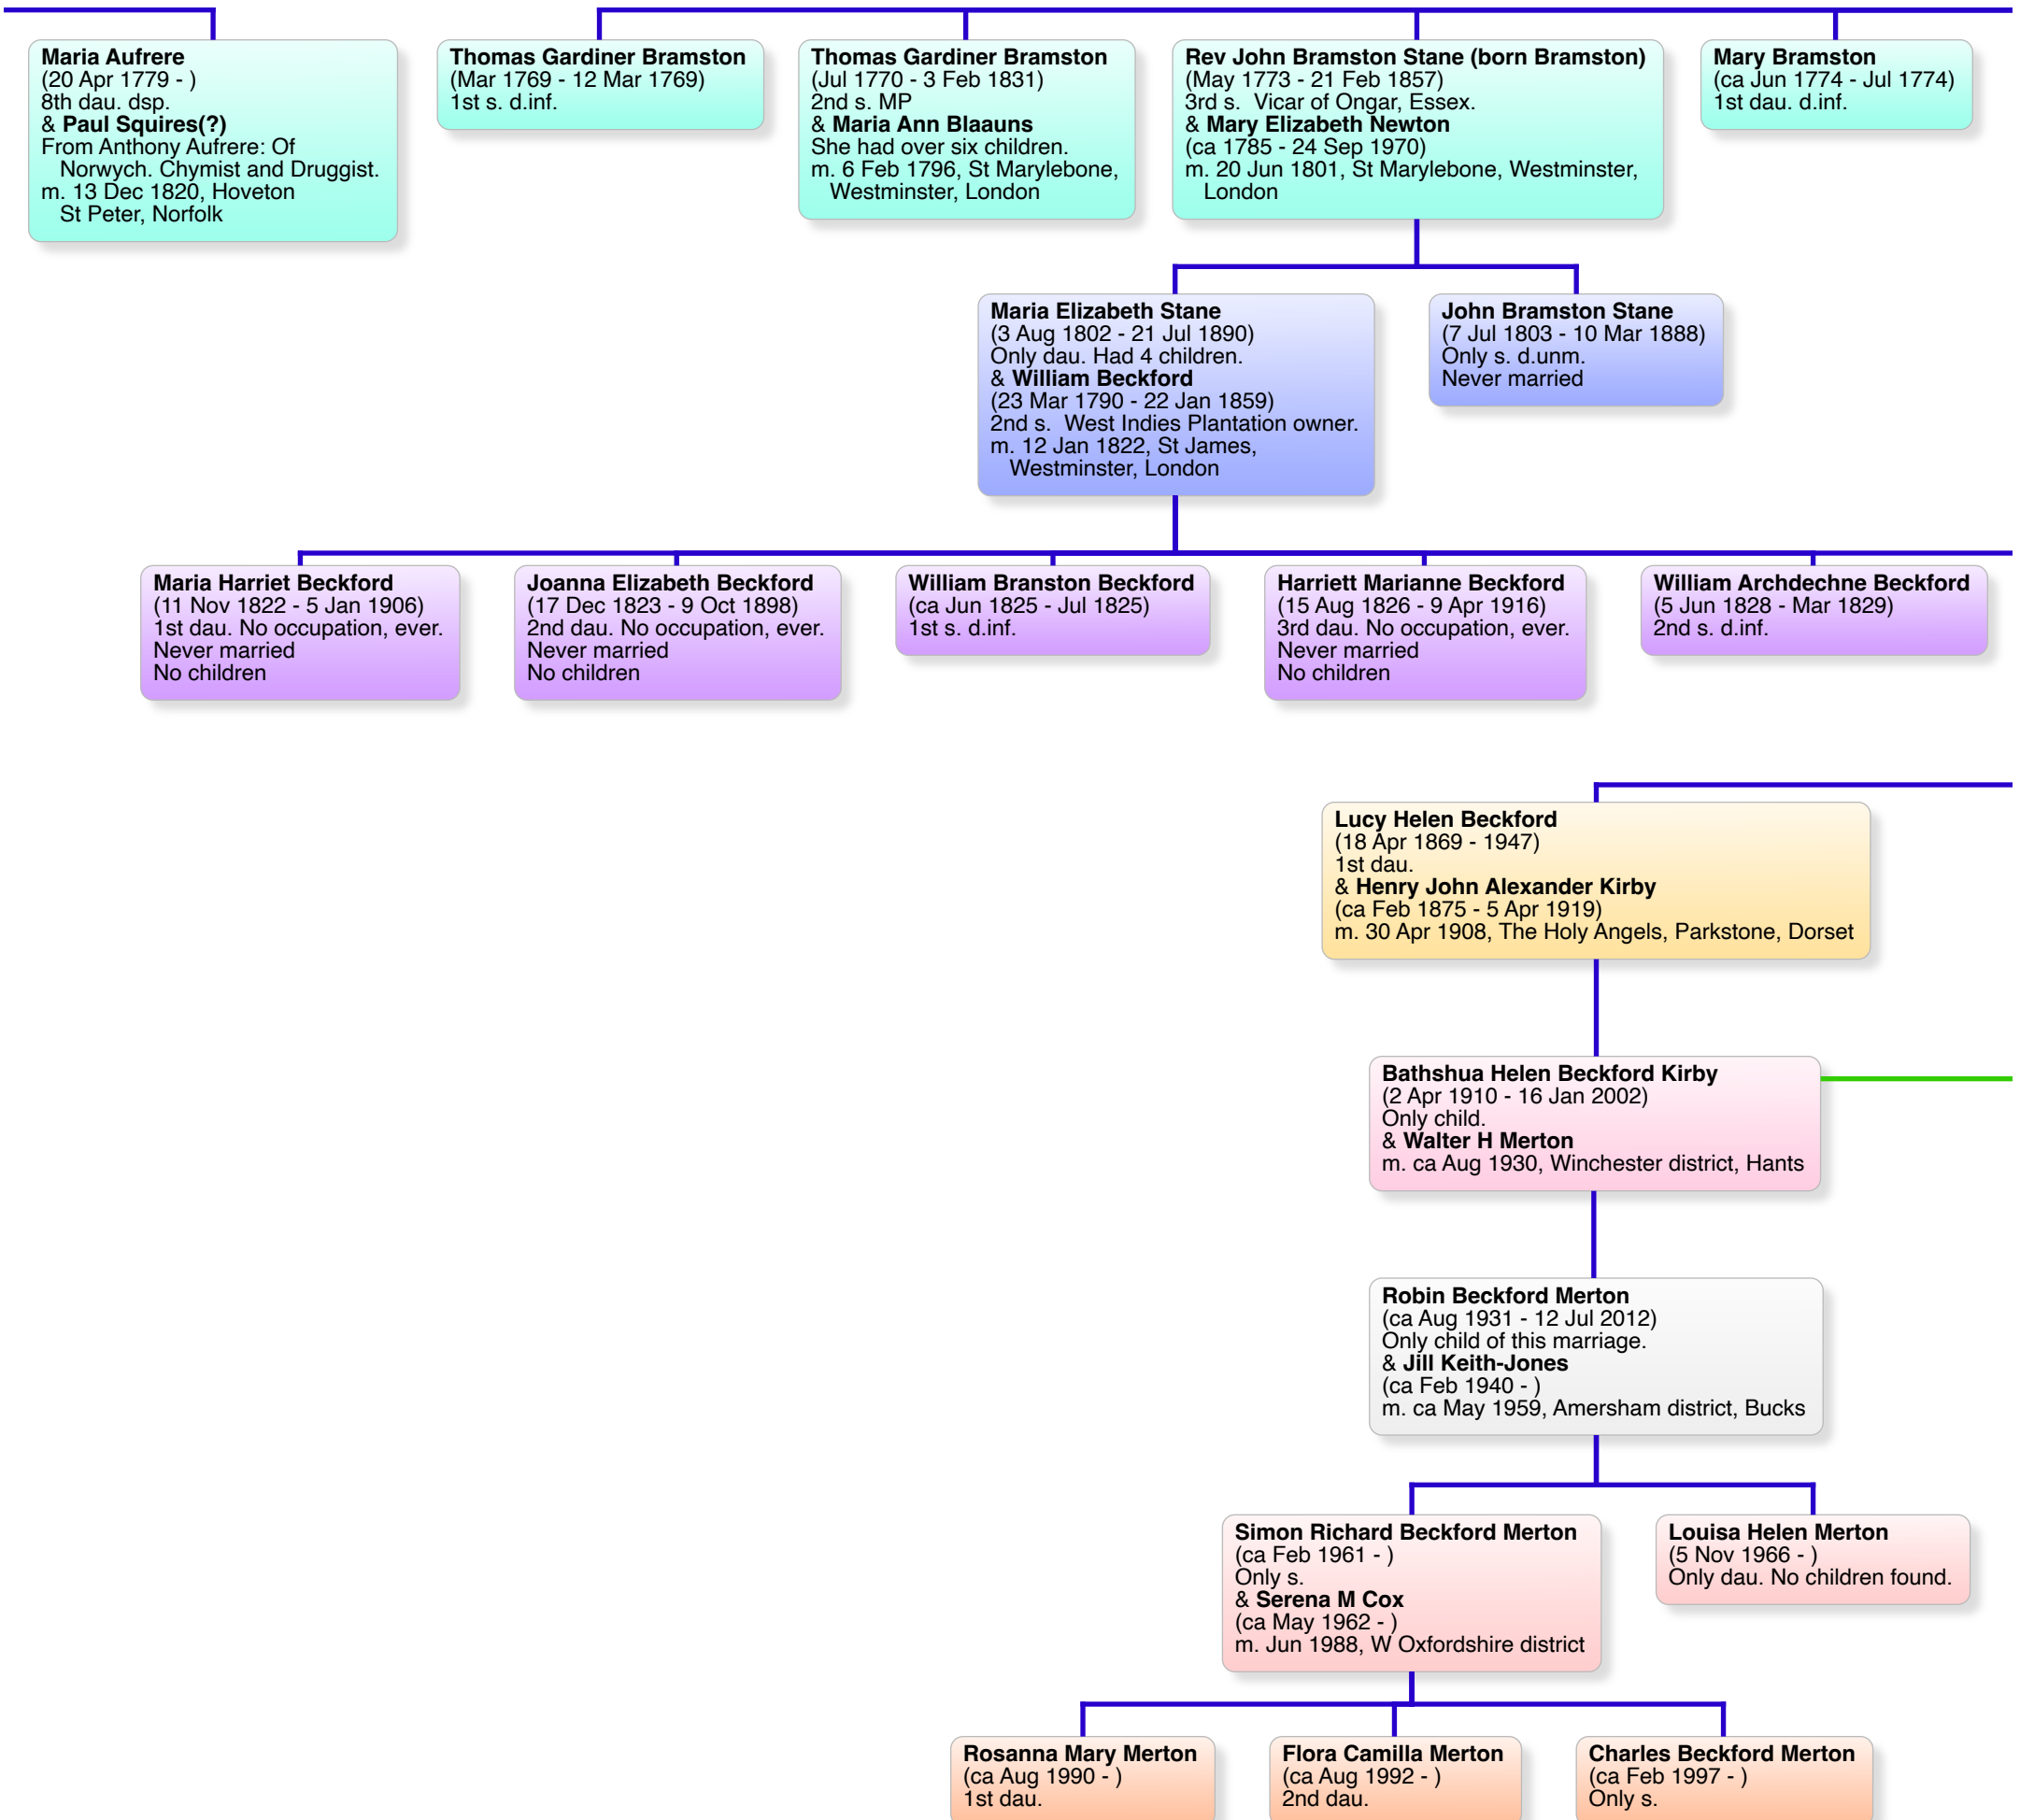 Maria Aufrere
(20 Apr 1779 - )
8th dau. dsp.
& Paul Squires(?)
From Anthony Aufrere: Of
Norwych. Chymist and Druggist.
m. 13 Dec 1820, Hoveton
St Peter, Norfolk
Thomas Gardiner Bramston
(Mar 1769 - 12 Mar 1769)
1st s. d.inf.
Thomas Gardiner Bramston
(Jul 1770 - 3 Feb 1831)
2nd s. MP
& Maria Ann Blaauns
She had over six children.
m. 6 Feb 1796, St Marylebone,
Westminster, London
Rev John Bramston Stane (born Bramston)
(May 1773 - 21 Feb 1857)
3rd s.  Vicar of Ongar, Essex.
& Mary Elizabeth Newton
(ca 1785 - 24 Sep 1970)
m. 20 Jun 1801, St Marylebone, Westminster,
London
Mary Bramston
(ca Jun 1774 - Jul 1774)
1st dau. d.inf.
Maria Elizabeth Stane
(3 Aug 1802 - 21 Jul 1890)
Only dau. Had 4 children.
& William Beckford
(23 Mar 1790 - 22 Jan 1859)
2nd s.  West Indies Plantation owner.
m. 12 Jan 1822, St James,
Westminster, London
John Bramston Stane
(7 Jul 1803 - 10 Mar 1888)
Only s. d.unm.
Never married
Maria Harriet Beckford
(11 Nov 1822 - 5 Jan 1906)
1st dau. No occupation, ever.
Never married
No children
Joanna Elizabeth Beckford
(17 Dec 1823 - 9 Oct 1898)
2nd dau. No occupation, ever.
Never married
No children
William Branston Beckford
(ca Jun 1825 - Jul 1825)
1st s. d.inf.
Harriett Marianne Beckford
(15 Aug 1826 - 9 Apr 1916)
3rd dau. No occupation, ever.
Never married
No children
William Archdechne Beckford
(5 Jun 1828 - Mar 1829)
2nd s. d.inf.
Lucy Helen Beckford
(18 Apr 1869 - 1947)
1st dau.
& Henry John Alexander Kirby
(ca Feb 1875 - 5 Apr 1919)
m. 30 Apr 1908, The Holy Angels, Parkstone, Dorset
Bathshua Helen Beckford Kirby
(2 Apr 1910 - 16 Jan 2002)
Only child.
& Walter H Merton
m. ca Aug 1930, Winchester district, Hants
Robin Beckford Merton
(ca Aug 1931 - 12 Jul 2012)
Only child of this marriage.
& Jill Keith-Jones
(ca Feb 1940 - )
m. ca May 1959, Amersham district, Bucks
Simon Richard Beckford Merton
(ca Feb 1961 - )
Only s.
& Serena M Cox
(ca May 1962 - )
m. Jun 1988, W Oxfordshire district
Louisa Helen Merton
(5 Nov 1966 - )
Only dau. No children found.
Rosanna Mary Merton
(ca Aug 1990 - )
1st dau.
Flora Camilla Merton
(ca Aug 1992 - )
2nd dau.
Charles Beckford Merton
(ca Feb 1997 - )
Only s.